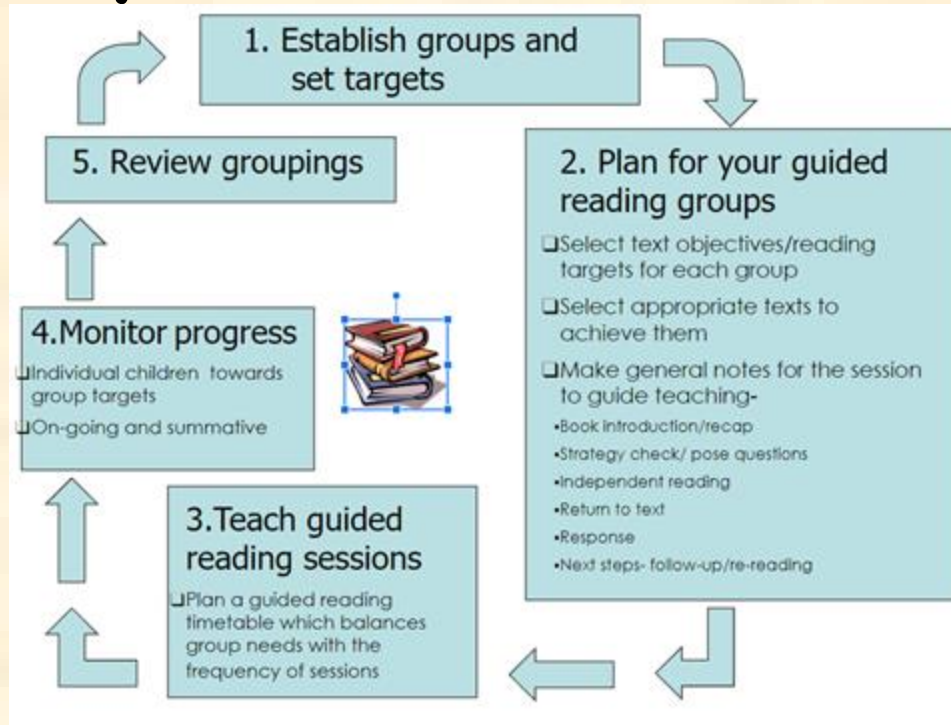 1. Establish groups and
set targets
2. Plan for your guided
reading groups
❑Select text objectives/reading
targets for each group
❑Select appropriate texts to
achieve them
❑Make general notes for the session
to guide teaching-
▪Book introduction/recap
▪Strategy check/ pose questions
▪Independent reading
▪Return to text
▪Response
▪Next steps- follow-up/re-reading
3.Teach guided
reading sessions
❑Plan a guided reading
timetable which balances
group needs with the
frequency of sessions
4.Monitor progress
❑Individual children towards
group targets
❑On-going and summative
5. Review groupings